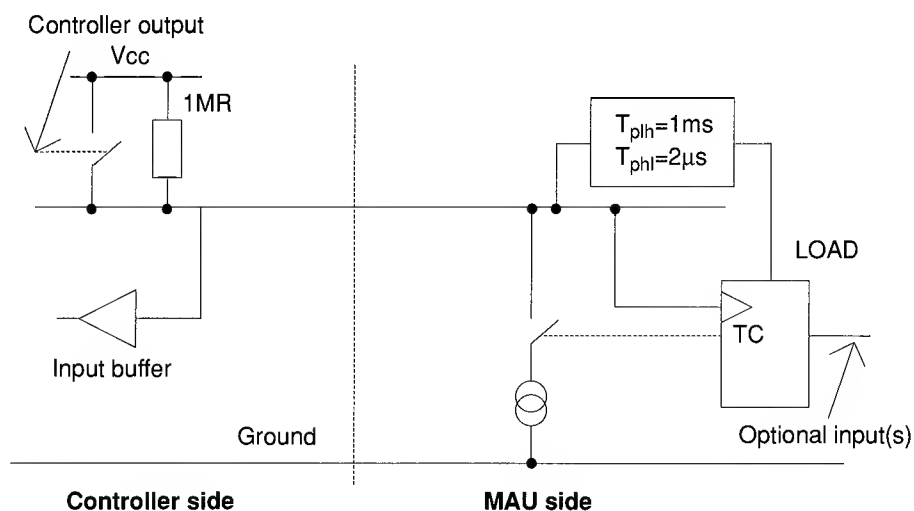 Controller output
Vcc
1MR
T_plh=1ms
T_phl=2µs
LOAD
TC
Input buffer
Ground
Optional input(s)
Controller side
MAU side